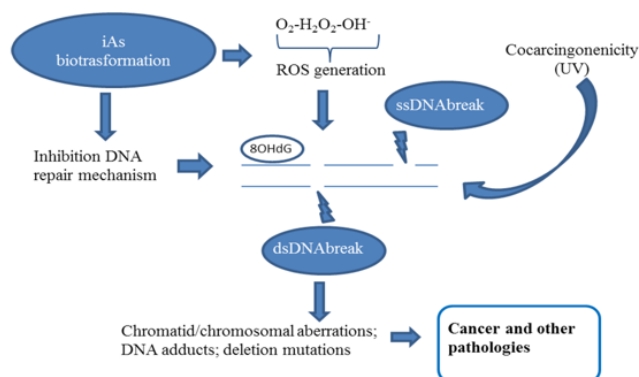 iAs
biotrasformation
O₂-H₂O₂-OH⁻
ROS generation
Cocarcingonenicity
(UV)
ssDNAbreak
Inhibition DNA
repair mechanism
8OHdG
dsDNAbreak
Chromatid/chromosomal aberrations;
DNA adducts; deletion mutations
Cancer and other
pathologies